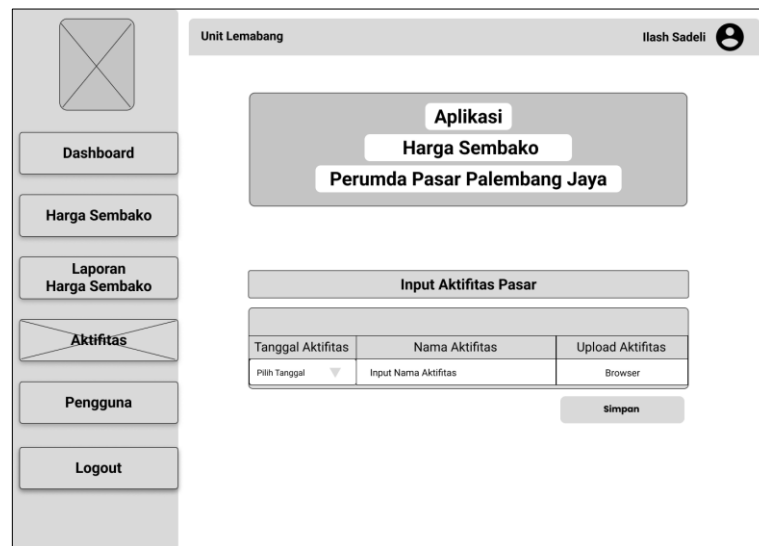 Unit Lemabang
Ilash Sadeli
Dashboard
Harga Sembako
Laporan
Harga Sembako
Aktifitas
Pengguna
Logout
Aplikasi
Harga Sembako
Perumda Pasar Palembang Jaya
Input Aktifitas Pasar
Tanggal Aktifitas
Nama Aktifitas
Upload Aktifitas
Pilih Tanggal
Input Nama Aktifitas
Browser
Simpan